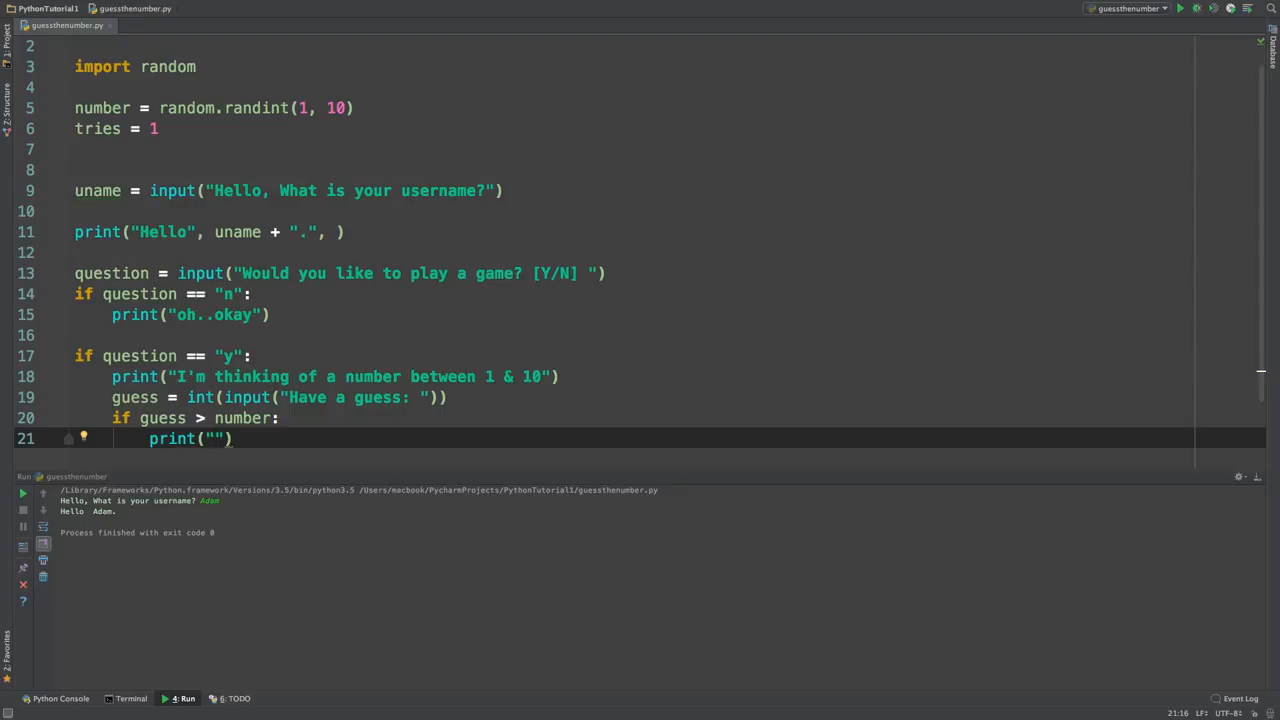 PythonTutorial1 guessthenumber.py guessthenumber
guessthenumber.py
1: Project
Z: Structure
Database
2
3 import random
4
5 number = random.randint(1, 10)
6 tries = 1
7
8
9 uname = input("Hello, What is your username?")
10
11 print("Hello", uname + ".", )
12
13 question = input("Would you like to play a game? [Y/N] ")
14 if question == "n":
15 print("oh..okay")
16
17 if question == "y":
18 print("I'm thinking of a number between 1 & 10")
19 guess = int(input("Have a guess: "))
20 if guess > number:
21 print("")
Run guessthenumber
/Library/Frameworks/Python.framework/Versions/3.5/bin/python3.5 /Users/macbook/PycharmProjects/PythonTutorial1/guessthenumber.py
Hello, What is your username? Adam
Hello Adam.
Process finished with exit code 0
2: Favorites
Python Console Terminal 4: Run 6: TODO Event Log
21:16 LF÷ UTF-8÷